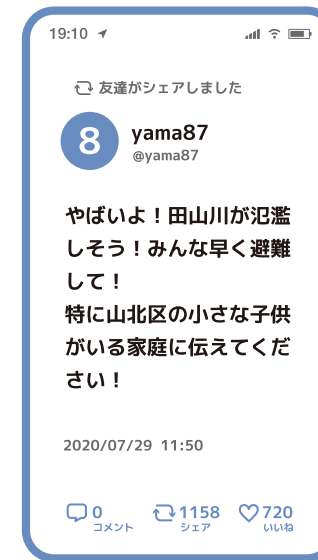 19:10
友達がシェアしました
8
yama87
@yama87
やばいよ！田山川が氾濫
しそう！みんな早く避難
して！
特に山北区の小さな子供
がいる家庭に伝えてくだ
さい！
2020/07/29 11:50
0 1158 720
コメント シェア いいね